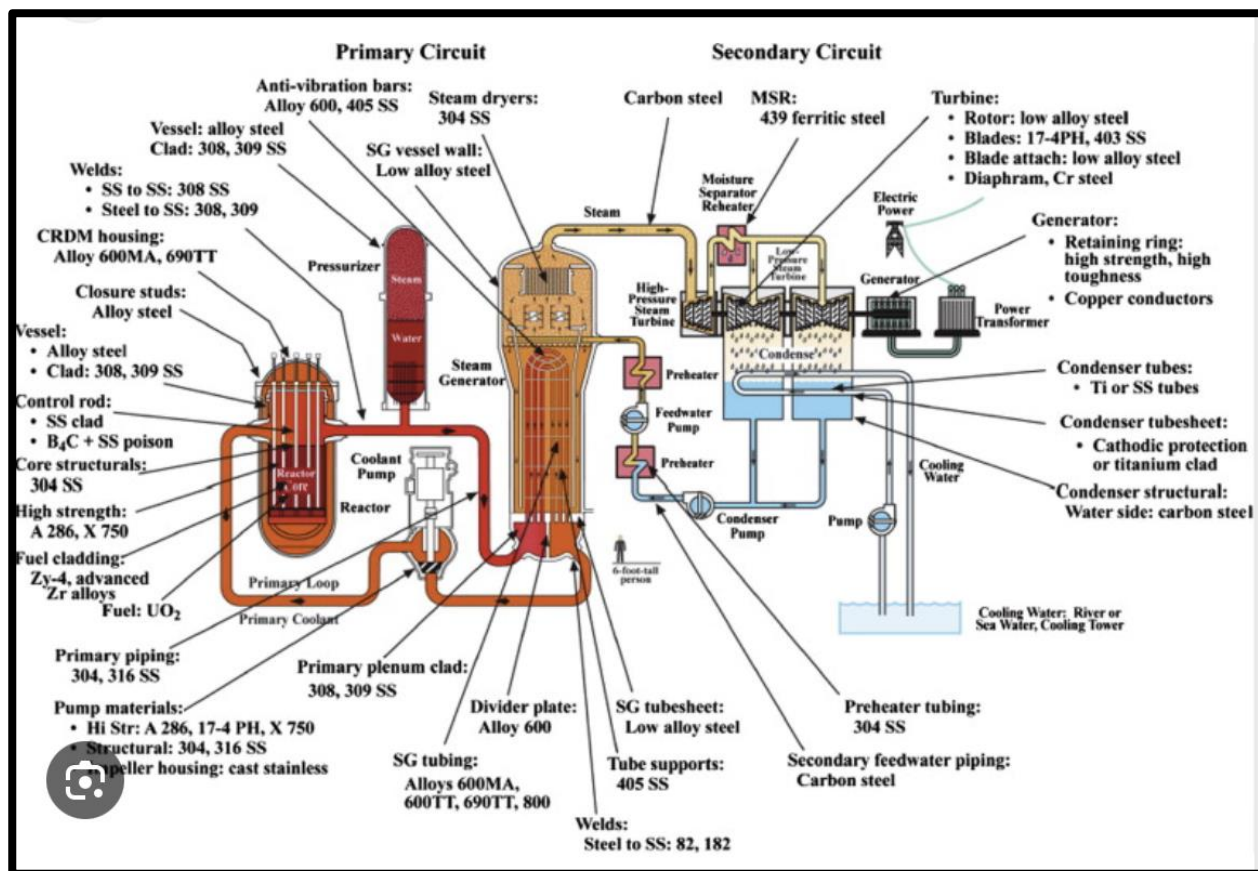 Primary Circuit
Secondary Circuit
Anti-vibration bars:
Alloy 600, 405 SS
Steam dryers:
304 SS
Carbon steel
MSR:
439 ferritic steel
Turbine:
• Rotor: low alloy steel
• Blades: 17-4PH, 403 SS
• Blade attach: low alloy steel
• Diaphram, Cr steel
Vessel: alloy steel
Clad: 308, 309 SS
SG vessel wall:
Low alloy steel
Welds:
• SS to SS: 308 SS
• Steel to SS: 308, 309
CRDM housing:
Alloy 600MA, 690TT
Closure studs:
Alloy steel
Vessel:
• Alloy steel
• Clad: 308, 309 SS
Control rod:
• SS clad
• B₄C + SS poison
Core structurals:
304 SS
High strength:
A 286, X 750
Fuel cladding:
Zy-4, advanced
Zr alloys
Fuel: UO₂
Pressurizer
Steam
Water
Reactor
Core
Reactor
Primary Loop
Primary Coolant
Coolant
Pump
Steam
Generator
Steam
Moisture
Separator
Reheater
High-
Pressure
Steam
Turbine
Low-
Pressure
Steam
Turbine
Condense
Electric
Power
Generator
Power
Transformer
Generator:
• Retaining ring:
high strength, high
toughness
• Copper conductors
Preheater
Feedwater
Pump
Preheater
Condenser
Pump
Pump
Cooling
Water
6-foot-tall
person
Condenser tubes:
• Ti or SS tubes
Condenser tubesheet:
• Cathodic protection
or titanium clad
Condenser structural:
Water side: carbon steel
Cooling Water: River or
Sea Water, Cooling Tower
Primary piping:
304, 316 SS
Pump materials:
• Hi Str: A 286, 17-4 PH, X 750
• Structural: 304, 316 SS
housing: cast stainless
Primary plenum clad:
308, 309 SS
SG tubing:
Alloys 600MA,
600TT, 690TT, 800
Divider plate:
Alloy 600
SG tubesheet:
Low alloy steel
Tube supports:
405 SS
Welds:
Steel to SS: 82, 182
Preheater tubing:
304 SS
Secondary feedwater piping:
Carbon steel